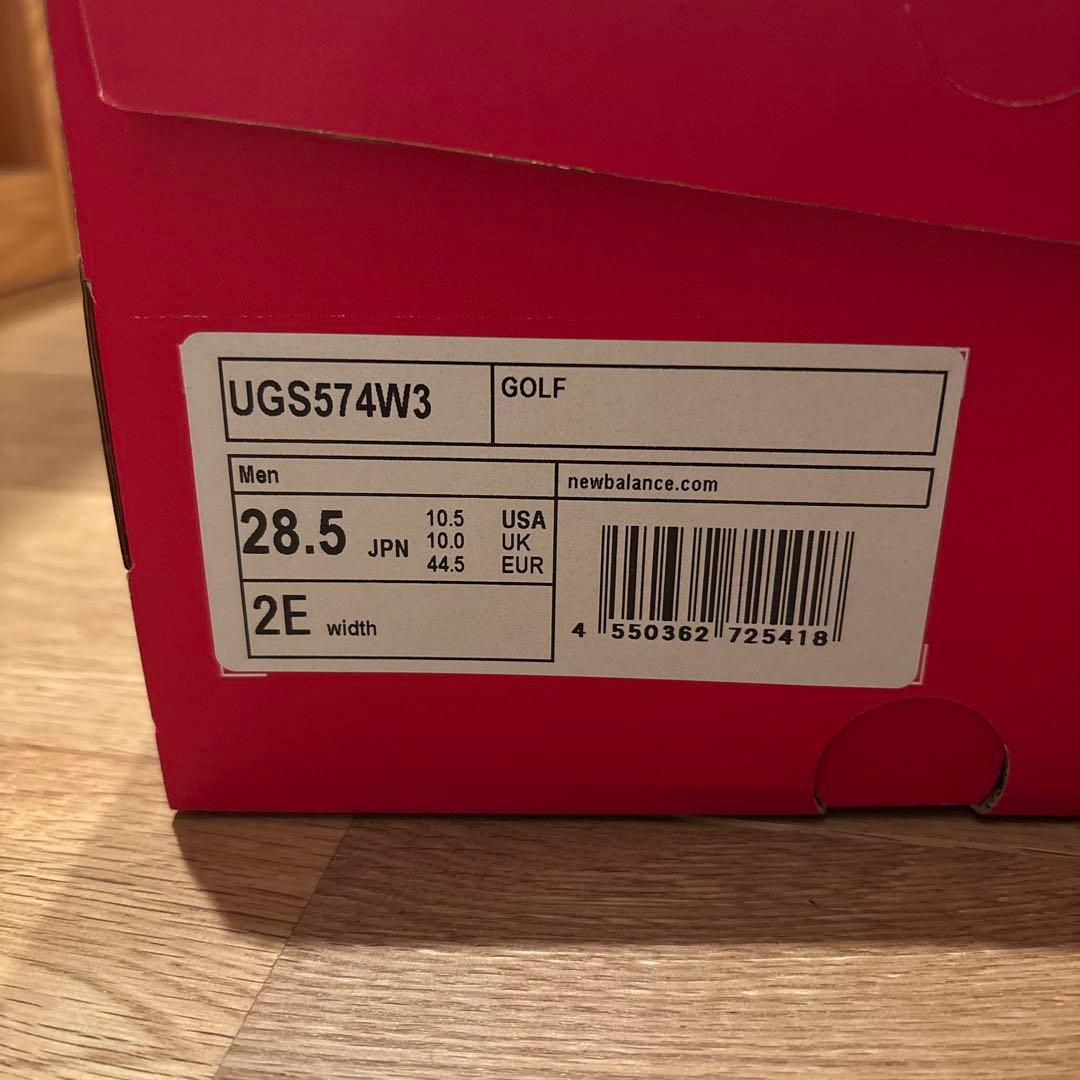 UGS574W3
GOLF
Men
newbalance.com
28.5 JPN
10.5 USA
10.0 UK
44.5 EUR
2E width
4 550362 725418